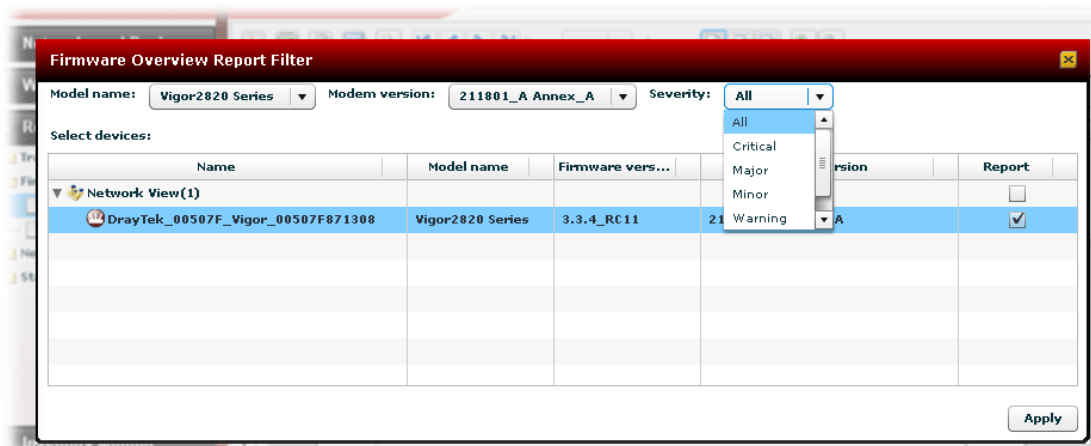 Firmware Overview Report Filter
Model name: Vigor2820 Series Modem version: 211801_A Annex_A Severity: All
All
Critical
Major
Minor
Warning
Select devices:
Name Model name Firmware vers... rsion Report
Network View(1)
DrayTek_00507F_Vigor_00507F871308 Vigor2820 Series 3.3.4_RC11 21 A
Apply